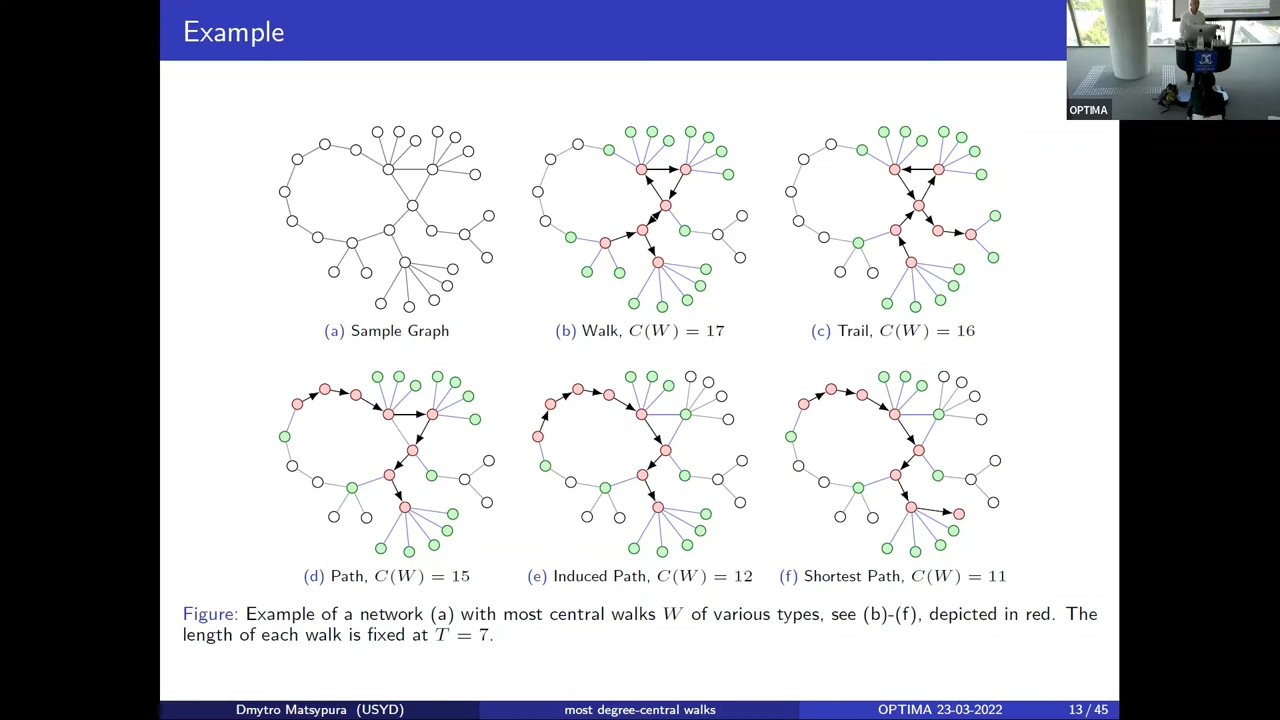 Example
OPTIMA
(a) Sample Graph
(b) Walk, C(W) = 17
(c) Trail, C(W) = 16
(d) Path, C(W) = 15
(e) Induced Path, C(W) = 12
(f) Shortest Path, C(W) = 11
Figure: Example of a network (a) with most central walks W of various types, see (b)-(f), depicted in red. The
length of each walk is fixed at T = 7.
Dmytro Matsypura (USYD)
most degree-central walks
OPTIMA 23-03-2022
13 / 45